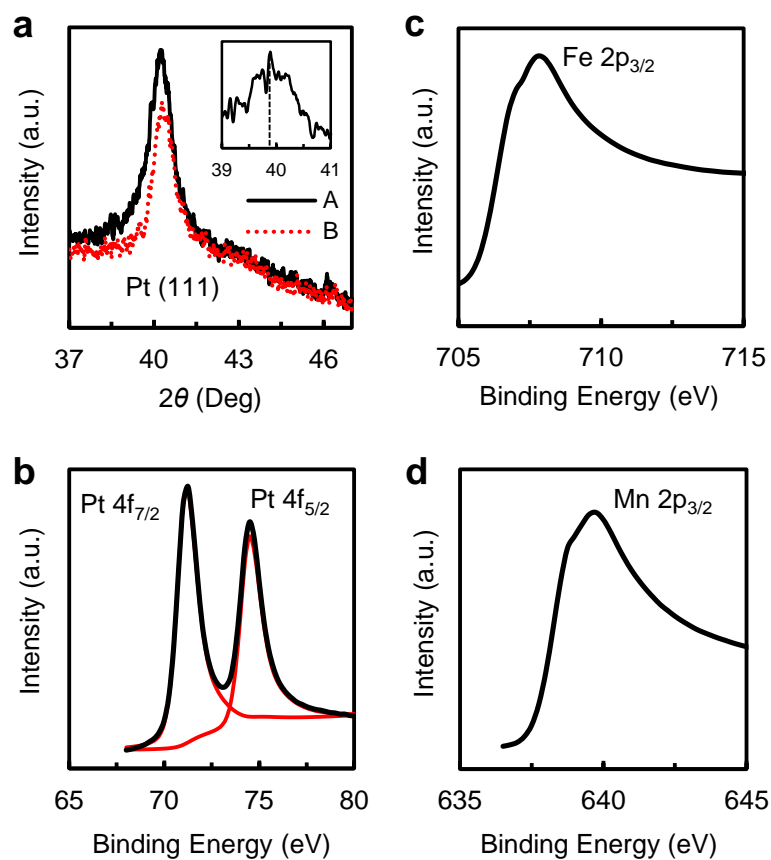 a
Intensity (a.u.)
39 40 41
A
B
Pt (111)
37 40 43 46
2θ (Deg)
c
Intensity (a.u.)
Fe 2p3/2
705 710 715
Binding Energy (eV)
b
Intensity (a.u.)
Pt 4f7/2
Pt 4f5/2
65 70 75 80
Binding Energy (eV)
d
Intensity (a.u.)
Mn 2p3/2
635 640 645
Binding Energy (eV)